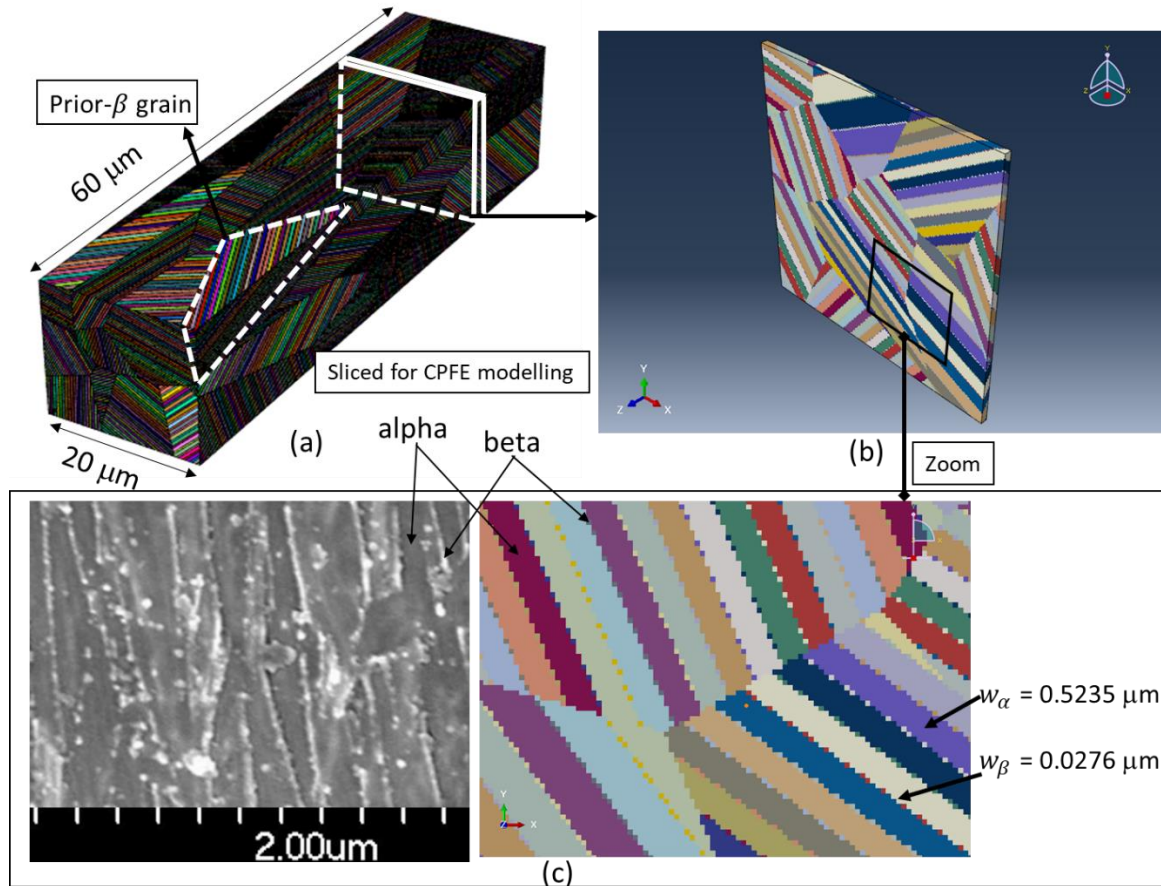 Prior-β grain
60 μm
20 μm
Sliced for CPFE modelling
(a)
Y
Z
X
Y
Z
X
(b)
Zoom
alpha
beta
2.00um
Y
X
wα = 0.5235 μm
wβ = 0.0276 μm
(c)